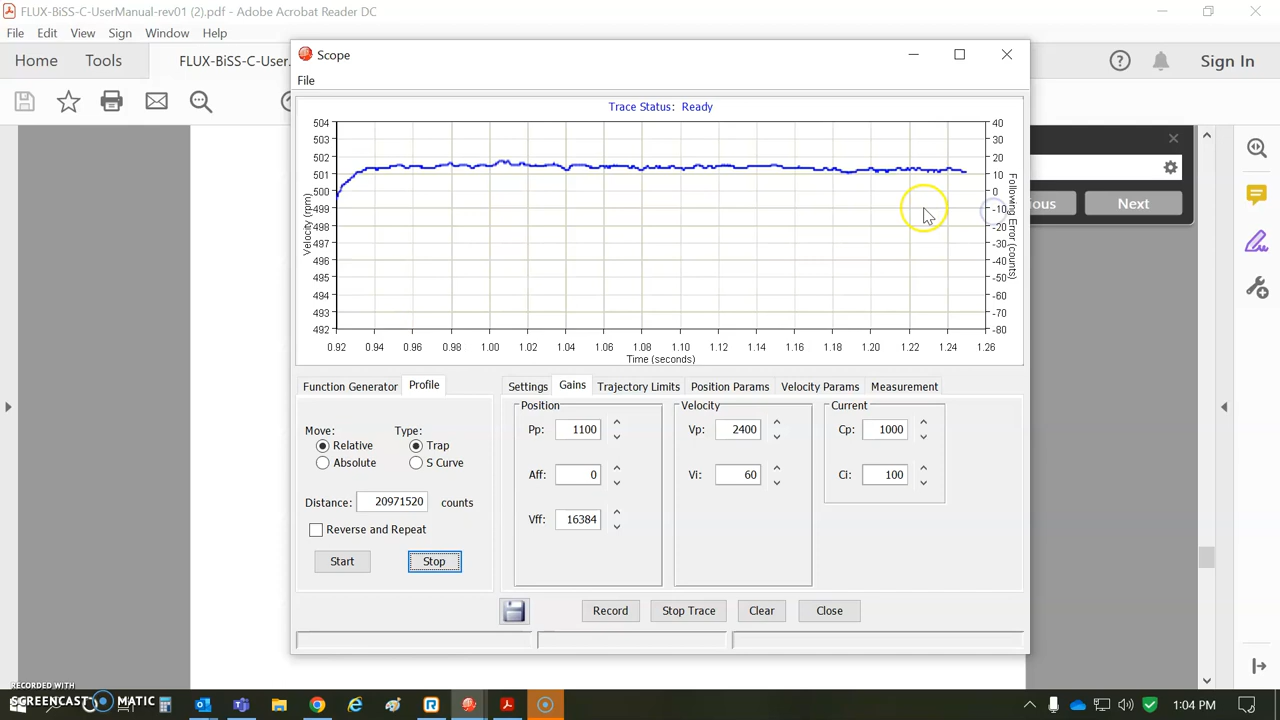 FLUX-BiSS-C-UserManual-rev01 (2).pdf - Adobe Acrobat Reader DC
File Edit View Sign Window Help
Home Tools FLUX-BiSS-C-User. Sign In
Scope
File
Trace Status: Ready
504
503
502
501
500
499
498
497
496
495
494
493
492
Velocity (rpm)
40
30
20
10
0
-10
-20
-30
-40
-50
-60
-70
-80
Following Error (counts)
0.92 0.94 0.96 0.98 1.00 1.02 1.04 1.06 1.08 1.10 1.12 1.14 1.16 1.18 1.20 1.22 1.24 1.26
Time (seconds)
ious Next
Function Generator Profile
Move: Type:
Relative Trap
Absolute S Curve
Distance: 20971520 counts
Reverse and Repeat
Start Stop
Settings Gains Trajectory Limits Position Params Velocity Params Measurement
Position Velocity Current
Pp: 1100 Vp: 2400 Cp: 1000
Aff: 0 Vi: 60 Ci: 100
Vff: 16384
Record Stop Trace Clear Close
RECORDED WITH
SCREENCAST MATIC
1:04 PM